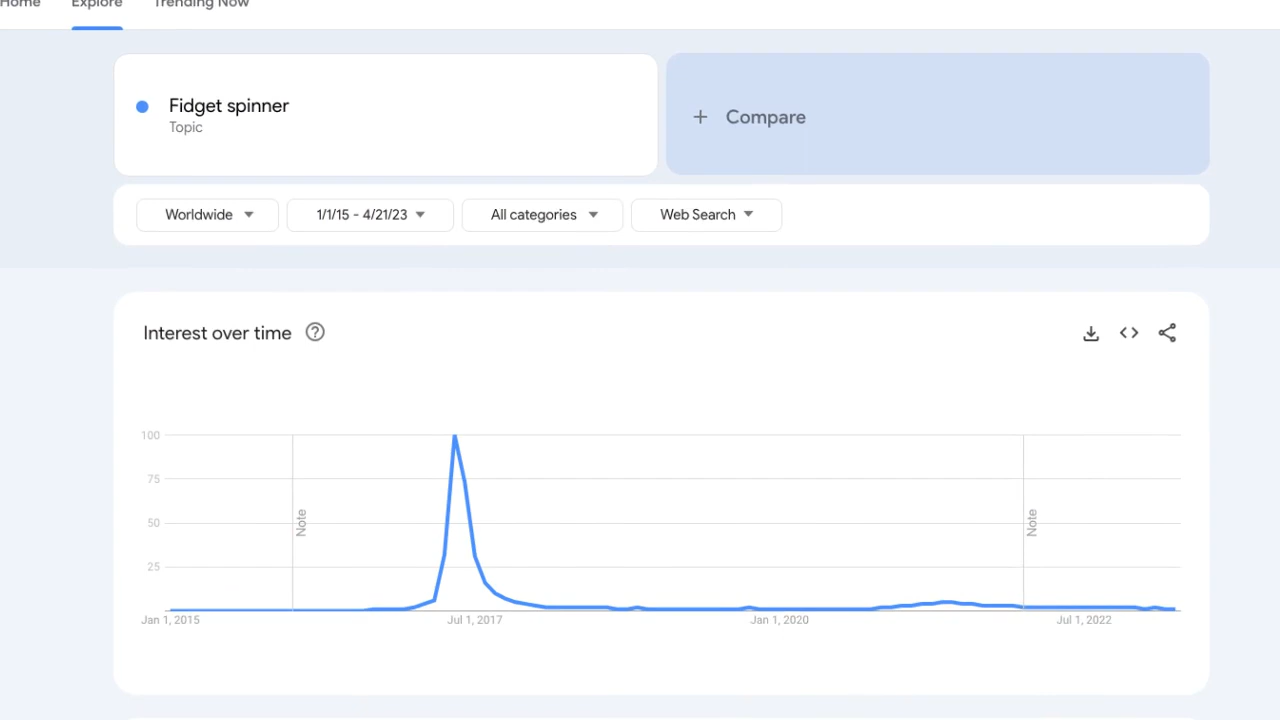 Home Explore Trending Now
Fidget spinner
Topic
+ Compare
Worldwide 1/1/15 - 4/21/23 All categories Web Search
Interest over time
100
75
50
25
Note
Note
Jan 1, 2015 Jul 1, 2017 Jan 1, 2020 Jul 1, 2022